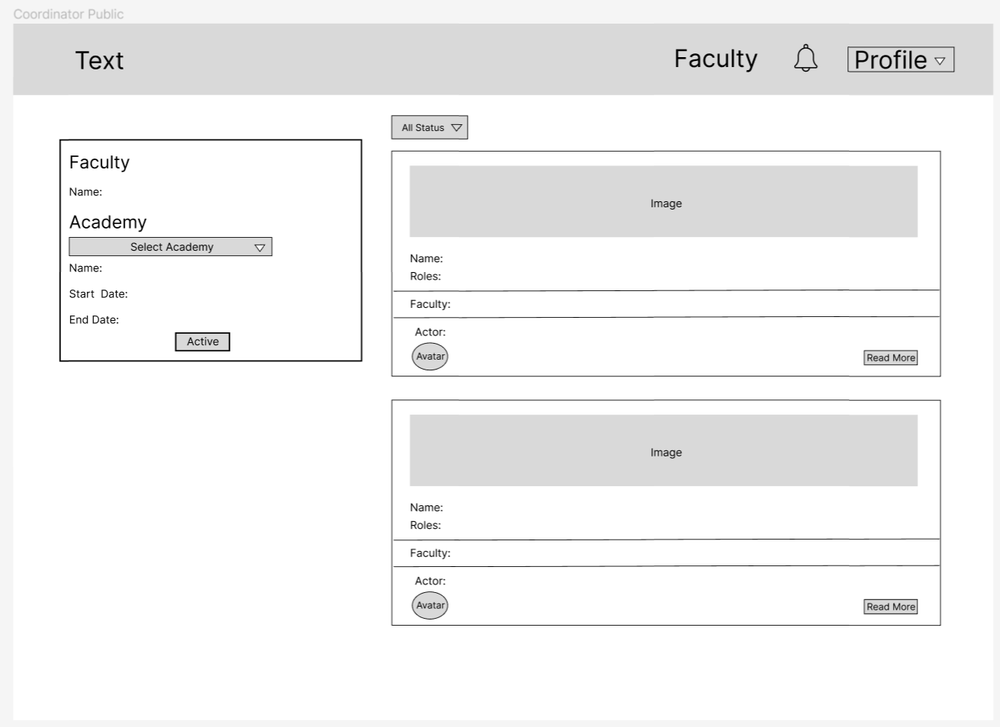 Coordinator Public
Text
Faculty
Profile
Faculty
Name:
Academy
Select Academy
Name:
Start Date:
End Date:
Active
All Status
Image
Name:
Roles:
Faculty:
Actor:
Avatar
Read More
Image
Name:
Roles:
Faculty:
Actor:
Avatar
Read More